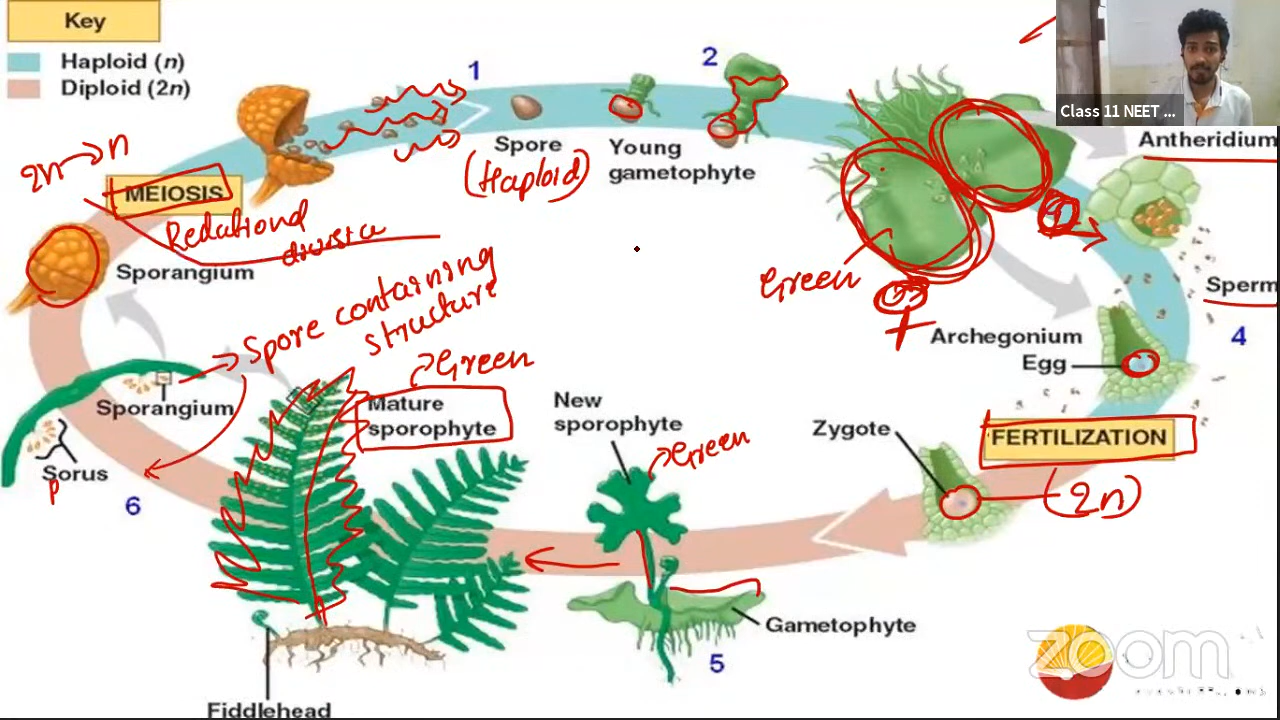 Key
Haploid (n)
Diploid (2n)
1
2
Class 11 NEET ...
2n → n
MEIOSIS
Spore
(Haploid)
Young
gametophyte
Antheridium
division
Sporangium
Spore containing
structure
Green
Sperm
4
Archegonium
Egg
Green
Mature
sporophyte
New
sporophyte
Green
Zygote
FERTILIZATION
(2n)
Sporangium
Sorus
6
Gametophyte
5
Fiddlehead
zoom